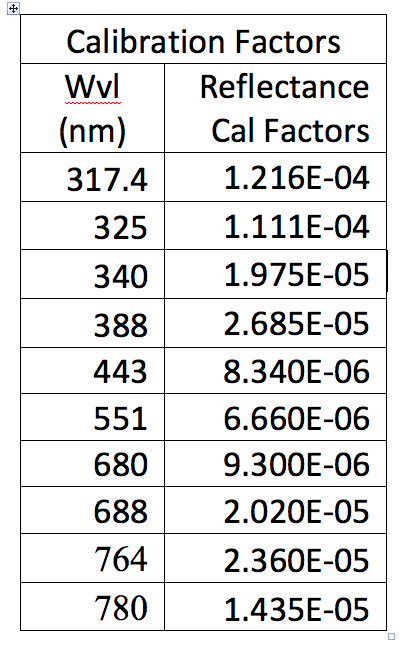 Calibration Factors
Wvl (nm) Reflectance Cal Factors
317.4 1.216E-04
325 1.111E-04
340 1.975E-05
388 2.685E-05
443 8.340E-06
551 6.660E-06
680 9.300E-06
688 2.020E-05
764 2.360E-05
780 1.435E-05